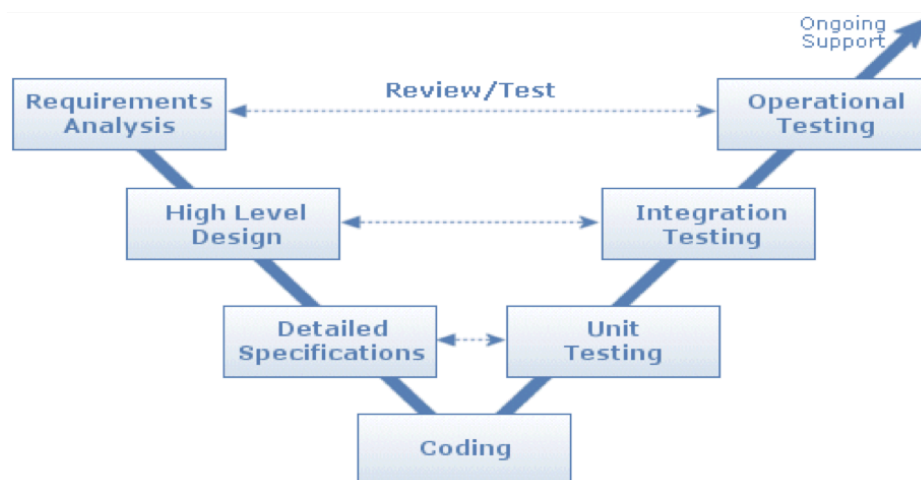 Ongoing
Support
Requirements
Analysis
Review/Test
Operational
Testing
High Level
Design
Integration
Testing
Detailed
Specifications
Unit
Testing
Coding